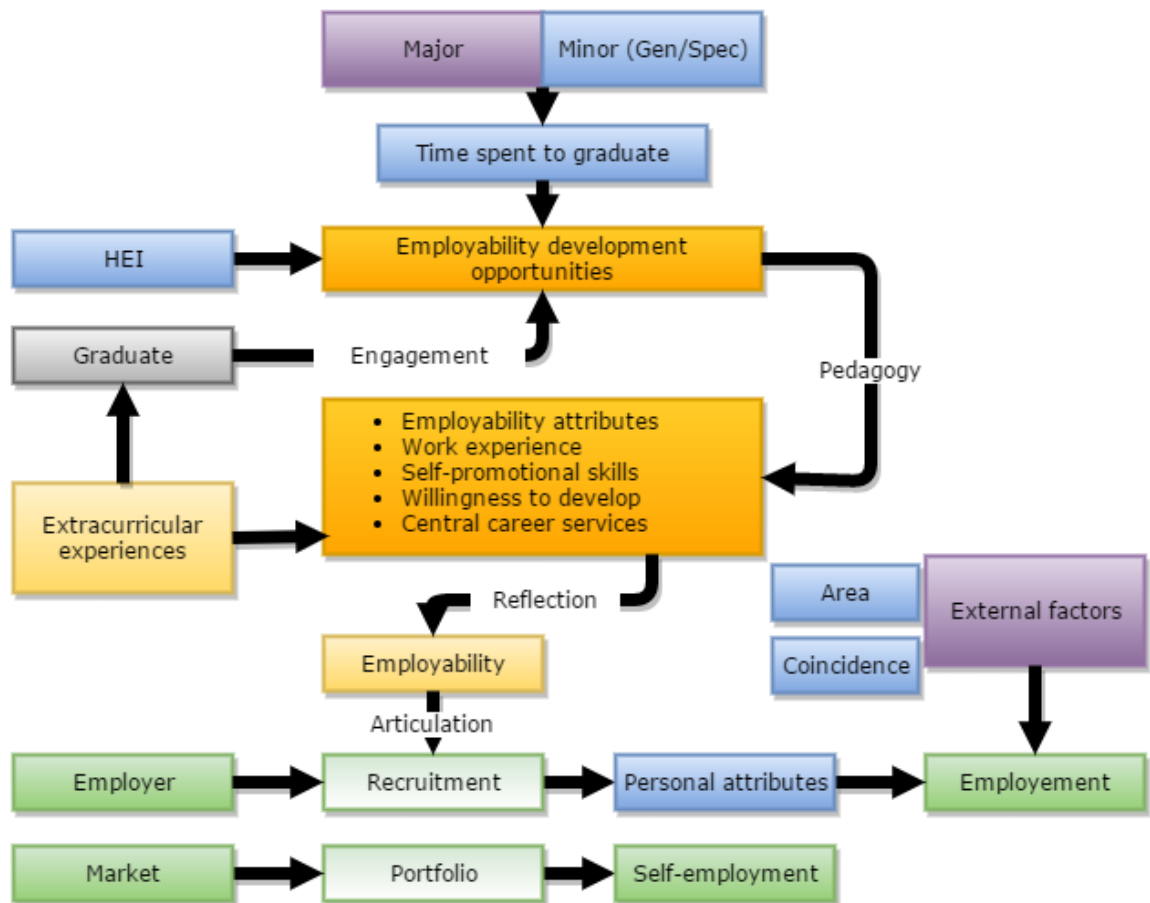 Major
Minor (Gen/Spec)
Time spent to graduate
HEI
Employability development
opportunities
Graduate
Engagement
Pedagogy
• Employability attributes
• Work experience
• Self-promotional skills
• Willingness to develop
• Central career services
Extracurricular
experiences
Reflection
Area
External factors
Employability
Coincidence
Articulation
Employer
Recruitment
Personal attributes
Employement
Market
Portfolio
Self-employment